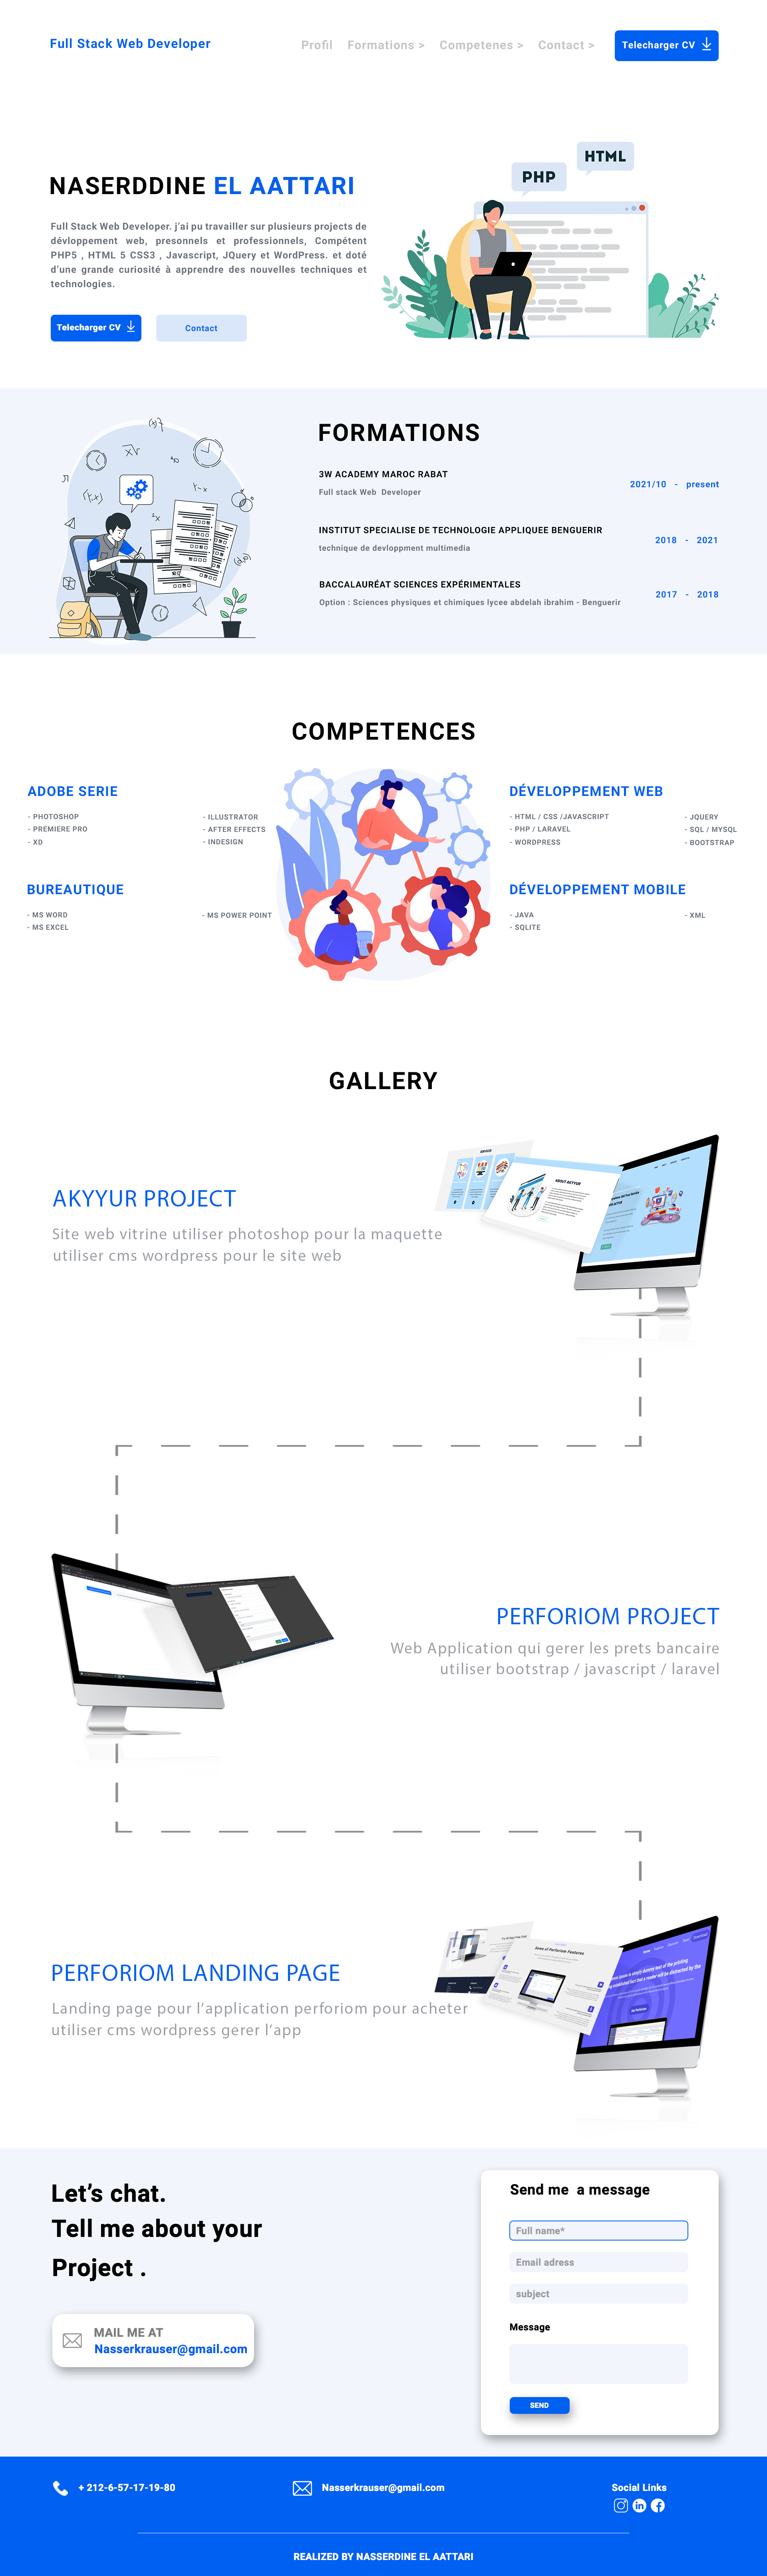 Full Stack Web Developer
Profil Formations > Competenes > Contact > Telecharger CV
PHP
HTML
NASERDDINE EL AATTARI
Full Stack Web Developer. j'ai pu travailler sur plusieurs projects de
dévloppement web, presonnels et professionnels, Compétent
PHP5 , HTML 5 CSS3 , Javascript, JQuery et WordPress. et doté
d'une grande curiosité à apprendre des nouvelles techniques et
technologies.
Telecharger CV Contact
FORMATIONS
3W ACADEMY MAROC RABAT
Full stack Web Developer
2021/10 - present
INSTITUT SPECIALISE DE TECHNOLOGIE APPLIQUEE BENGUERIR
technique de devloppment multimedia
2018 - 2021
BACCALAURÉAT SCIENCES EXPÉRIMENTALES
Option : Sciences physiques et chimiques lycee abdelah ibrahim - Benguerir
2017 - 2018
COMPETENCES
ADOBE SERIE
- PHOTOSHOP
- PREMIERE PRO
- XD
- ILLUSTRATOR
- AFTER EFFECTS
- INDESIGN
BUREAUTIQUE
- MS WORD
- MS EXCEL
- MS POWER POINT
DÉVELOPPEMENT WEB
- HTML / CSS /JAVASCRIPT
- PHP / LARAVEL
- WORDPRESS
- JQUERY
- SQL / MYSQL
- BOOTSTRAP
DÉVELOPPEMENT MOBILE
- JAVA
- SQLITE
- XML
GALLERY
AKYYUR PROJECT
Site web vitrine utiliser photoshop pour la maquette
utiliser cms wordpress pour le site web
ABOUT AKYYUR
PERFORIOM PROJECT
Web Application qui gerer les prets bancaire
utiliser bootstrap / javascript / laravel
PERFORIOM LANDING PAGE
Landing page pour l'application perforiom pour acheter
utiliser cms wordpress gerer l'app
Some of Perforiom Features
Let's chat.
Tell me about your
Project .
MAIL ME AT
Nasserkrauser@gmail.com
Send me a message
Full name*
Email adress
subject
Message
SEND
+ 212-6-57-17-19-80
Nasserkrauser@gmail.com
Social Links
REALIZED BY NASSERDINE EL AATTARI